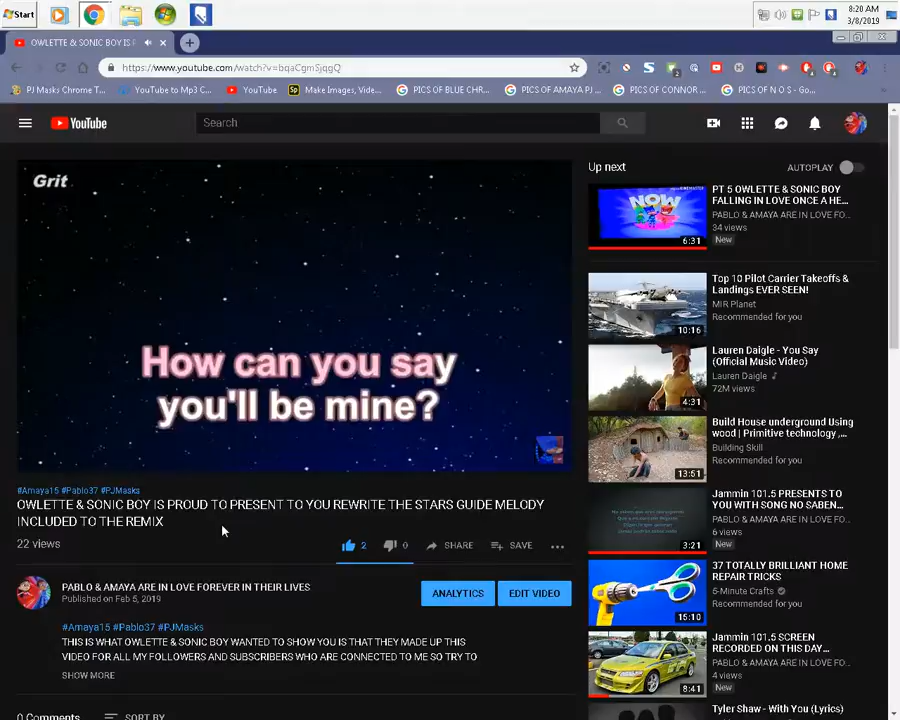 Start
8:20 AM
3/8/2019
OWLETTE & SONIC BOY IS P
https://www.youtube.com/watch?v=bqaCgmSjqgQ
PJ Masks Chrome T...
YouTube to Mp3 C...
YouTube
Make Images, Vide...
PICS OF BLUE CHR...
PICS OF AMAYA PJ ...
PICS OF CONNOR ...
PICS OF N O S - Go...
YouTube
Search
Grit
How can you say
you'll be mine?
#Amaya15 #Pablo37 #PJMasks
OWLETTE & SONIC BOY IS PROUD TO PRESENT TO YOU REWRITE THE STARS GUIDE MELODY
INCLUDED TO THE REMIX
22 views
2
0
SHARE
SAVE
PABLO & AMAYA ARE IN LOVE FOREVER IN THEIR LIVES
Published on Feb 5, 2019
ANALYTICS
EDIT VIDEO
#Amaya15 #Pablo37 #PJMasks
THIS IS WHAT OWLETTE & SONIC BOY WANTED TO SHOW YOU IS THAT THEY MADE UP THIS
VIDEO FOR ALL MY FOLLOWERS AND SUBSCRIBERS WHO ARE CONNECTED TO ME SO TRY TO
SHOW MORE
0 Comments
SORT BY
Up next
AUTOPLAY
NOW
6:31
PT 5 OWLETTE & SONIC BOY
FALLING IN LOVE ONCE A HE...
PABLO & AMAYA ARE IN LOVE FO...
34 views
New
10:16
Top 10 Pilot Carrier Takeoffs &
Landings EVER SEEN!
MIR Planet
Recommended for you
4:31
Lauren Daigle - You Say
(Official Music Video)
Lauren Daigle
72M views
13:51
Build House underground Using
wood | Primitive technology ,...
Building Skill
Recommended for you
3:21
Jammin 101.5 PRESENTS TO
YOU WITH SONG NO SABEN...
PABLO & AMAYA ARE IN LOVE FO...
6 views
New
15:10
37 TOTALLY BRILLIANT HOME
REPAIR TRICKS
5-Minute Crafts
Recommended for you
8:41
Jammin 101.5 SCREEN
RECORDED ON THIS DAY...
PABLO & AMAYA ARE IN LOVE FO...
4 views
New
Tyler Shaw - With You (Lyrics)